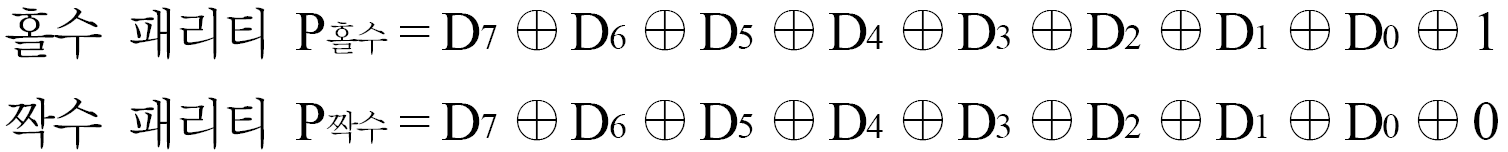 홀수 패리티 P홀수 = D7 ⊕ D6 ⊕ D5 ⊕ D4 ⊕ D3 ⊕ D2 ⊕ D1 ⊕ D0 ⊕ 1
짝수 패리티 P짝수 = D7 ⊕ D6 ⊕ D5 ⊕ D4 ⊕ D3 ⊕ D2 ⊕ D1 ⊕ D0 ⊕ 0